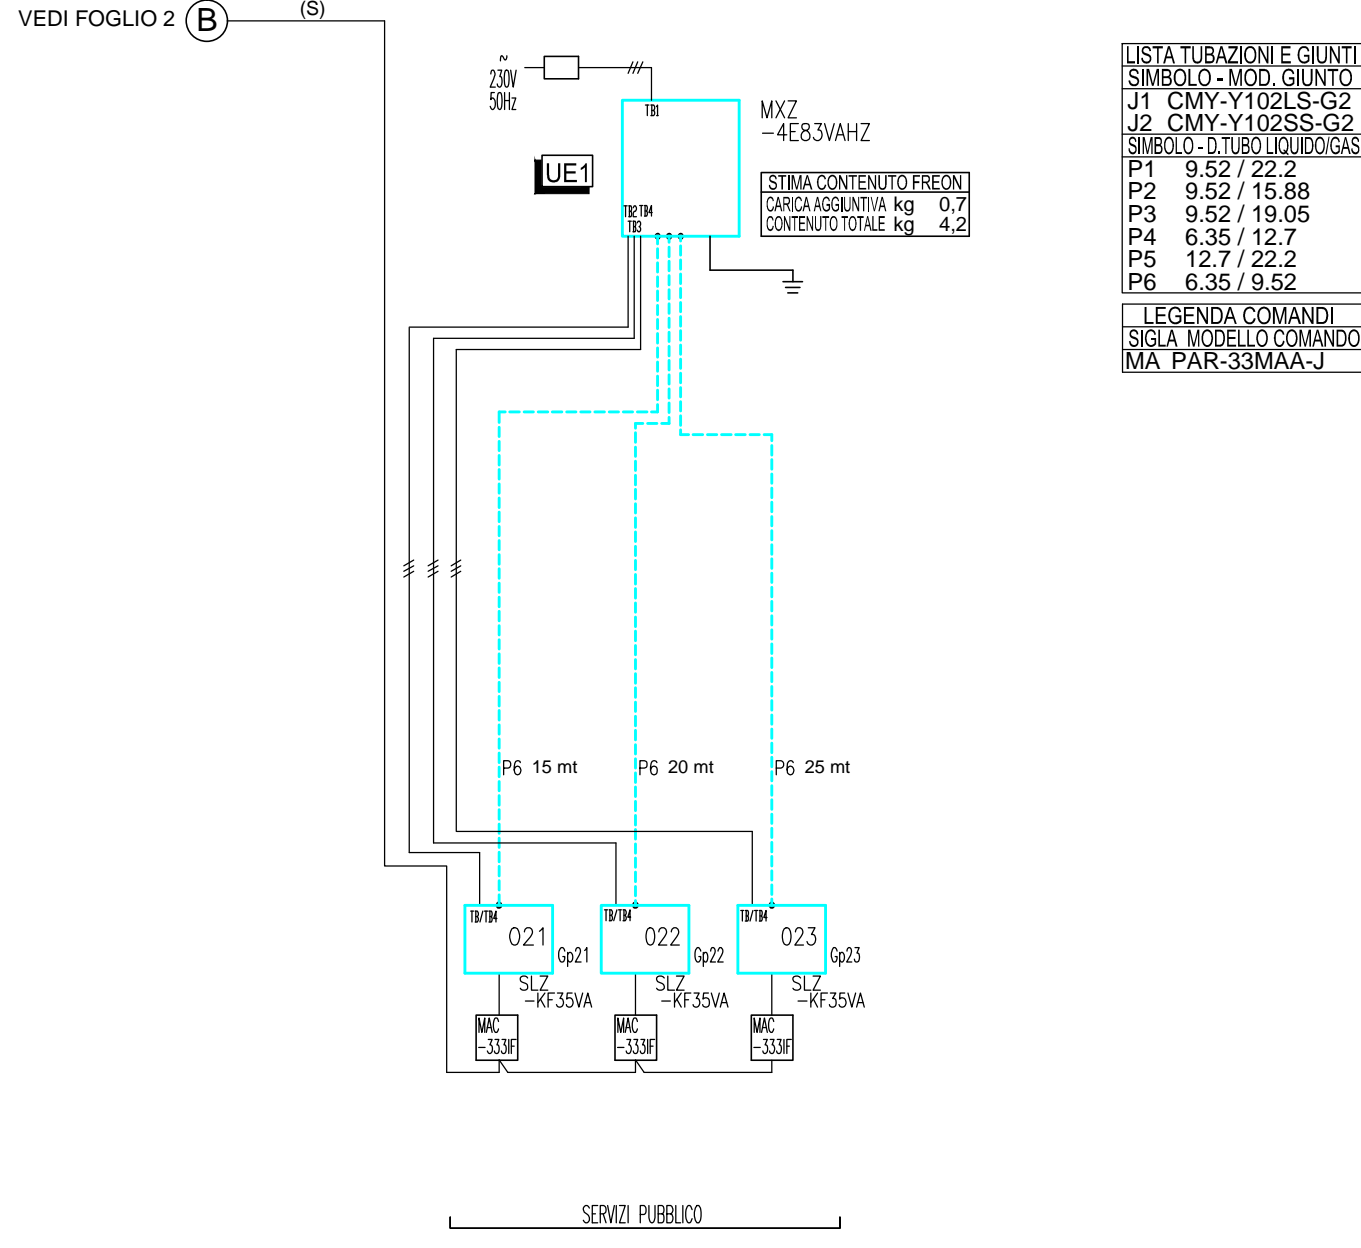 VEDI FOGLIO 2 B (S)
~
230V
50Hz
TB1
MXZ
-4E83VAHZ
UE1
STIMA CONTENUTO FREON
CARICA AGGIUNTIVA kg 0,7
CONTENUTO TOTALE kg 4,2
TB2 TB4
TB3
LISTA TUBAZIONI E GIUNTI
SIMBOLO - MOD. GIUNTO
J1 CMY-Y102LS-G2
J2 CMY-Y102SS-G2
SIMBOLO - D.TUBO LIQUIDO/GAS
P1 9.52 / 22.2
P2 9.52 / 15.88
P3 9.52 / 19.05
P4 6.35 / 12.7
P5 12.7 / 22.2
P6 6.35 / 9.52
LEGENDA COMANDI
SIGLA MODELLO COMANDO
MA PAR-33MAA-J
P6 15 mt
P6 20 mt
P6 25 mt
TB/TB4
021
Gp21
SLZ
-KF35VA
MAC
-333IF
TB/TB4
022
Gp22
SLZ
-KF35VA
MAC
-333IF
TB/TB4
023
Gp23
SLZ
-KF35VA
MAC
-333IF
SERVIZI PUBBLICO